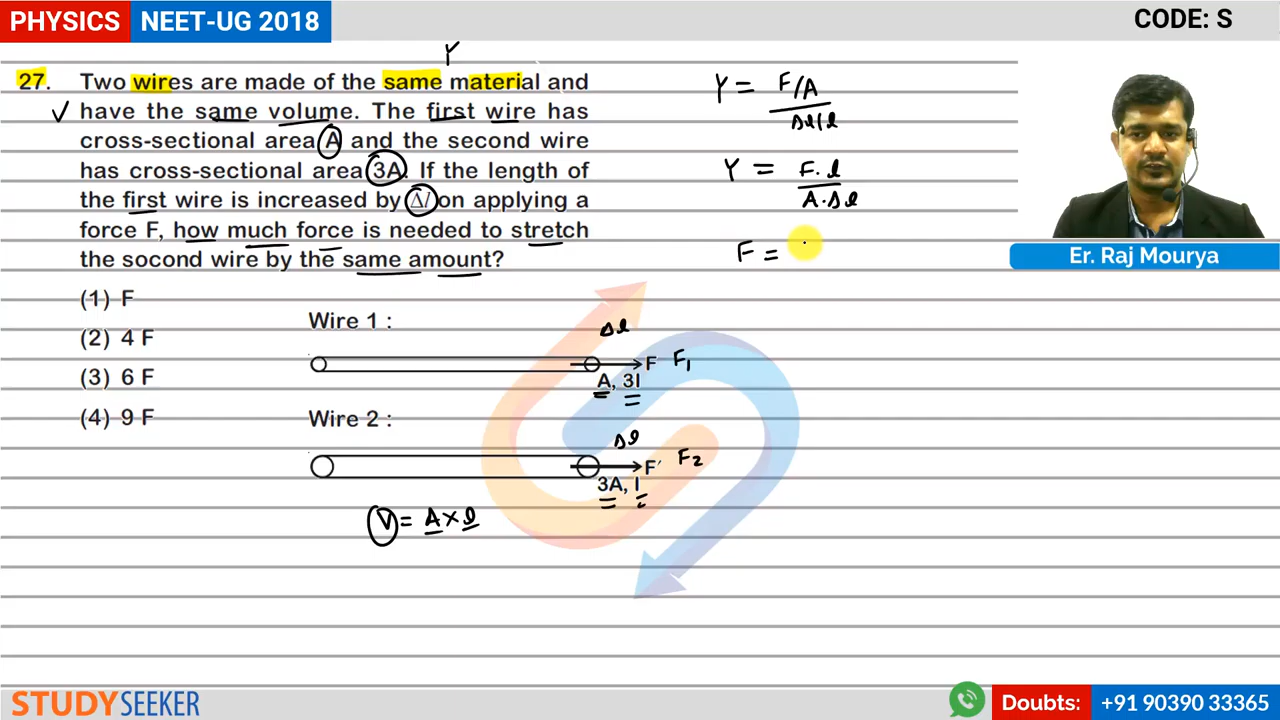 PHYSICS NEET-UG 2018
CODE: S
Y
27. Two wires are made of the same material and
have the same volume. The first wire has
cross-sectional area A and the second wire
has cross-sectional area 3A. If the length of
the first wire is increased by Δl on applying a
force F, how much force is needed to stretch
the socond wire by the same amount?
(1) F
(2) 4 F
(3) 6 F
(4) 9 F
Wire 1 :
Δl
F F1
A, 3l
Wire 2 :
Δl
F' F2
3A, l
V = A × l
Y = F/A
Δl/l
Y = F. l
A. Δl
F =
Er. Raj Mourya
STUDYSEEKER
Doubts: +91 90390 33365